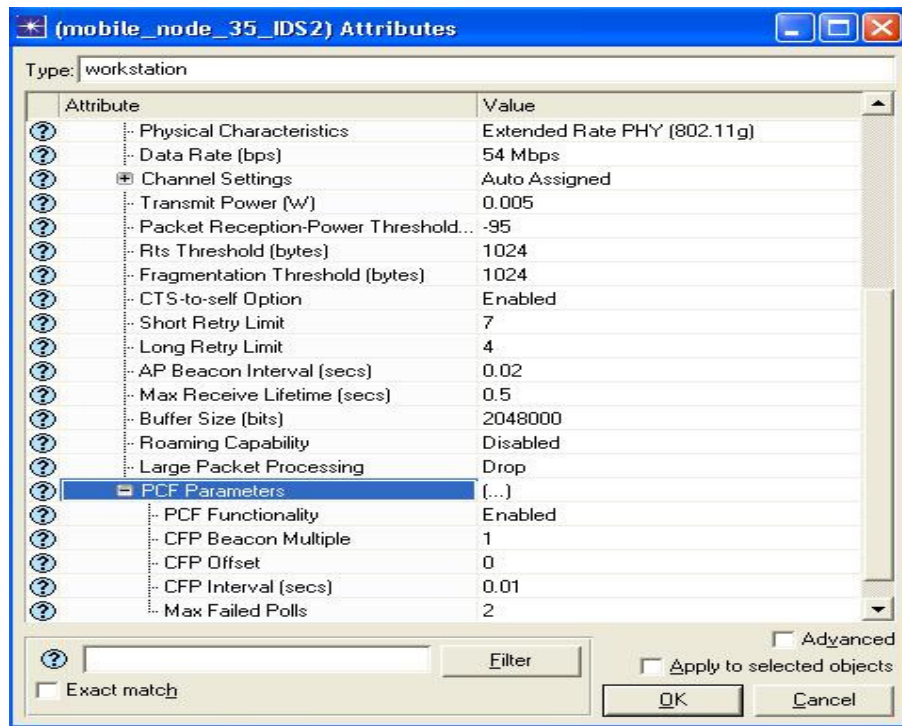 (mobile_node_35_IDS2) Attributes
Type: workstation
Attribute Value
Physical Characteristics Extended Rate PHY (802.11g)
Data Rate (bps) 54 Mbps
Channel Settings Auto Assigned
Transmit Power (W) 0.005
Packet Reception-Power Threshold... -95
Rts Threshold (bytes) 1024
Fragmentation Threshold (bytes) 1024
CTS-to-self Option Enabled
Short Retry Limit 7
Long Retry Limit 4
AP Beacon Interval (secs) 0.02
Max Receive Lifetime (secs) 0.5
Buffer Size (bits) 2048000
Roaming Capability Disabled
Large Packet Processing Drop
PCF Parameters (...)
PCF Functionality Enabled
CFP Beacon Multiple 1
CFP Offset 0
CFP Interval (secs) 0.01
Max Failed Polls 2
Advanced
Filter
Apply to selected objects
Exact match
OK
Cancel